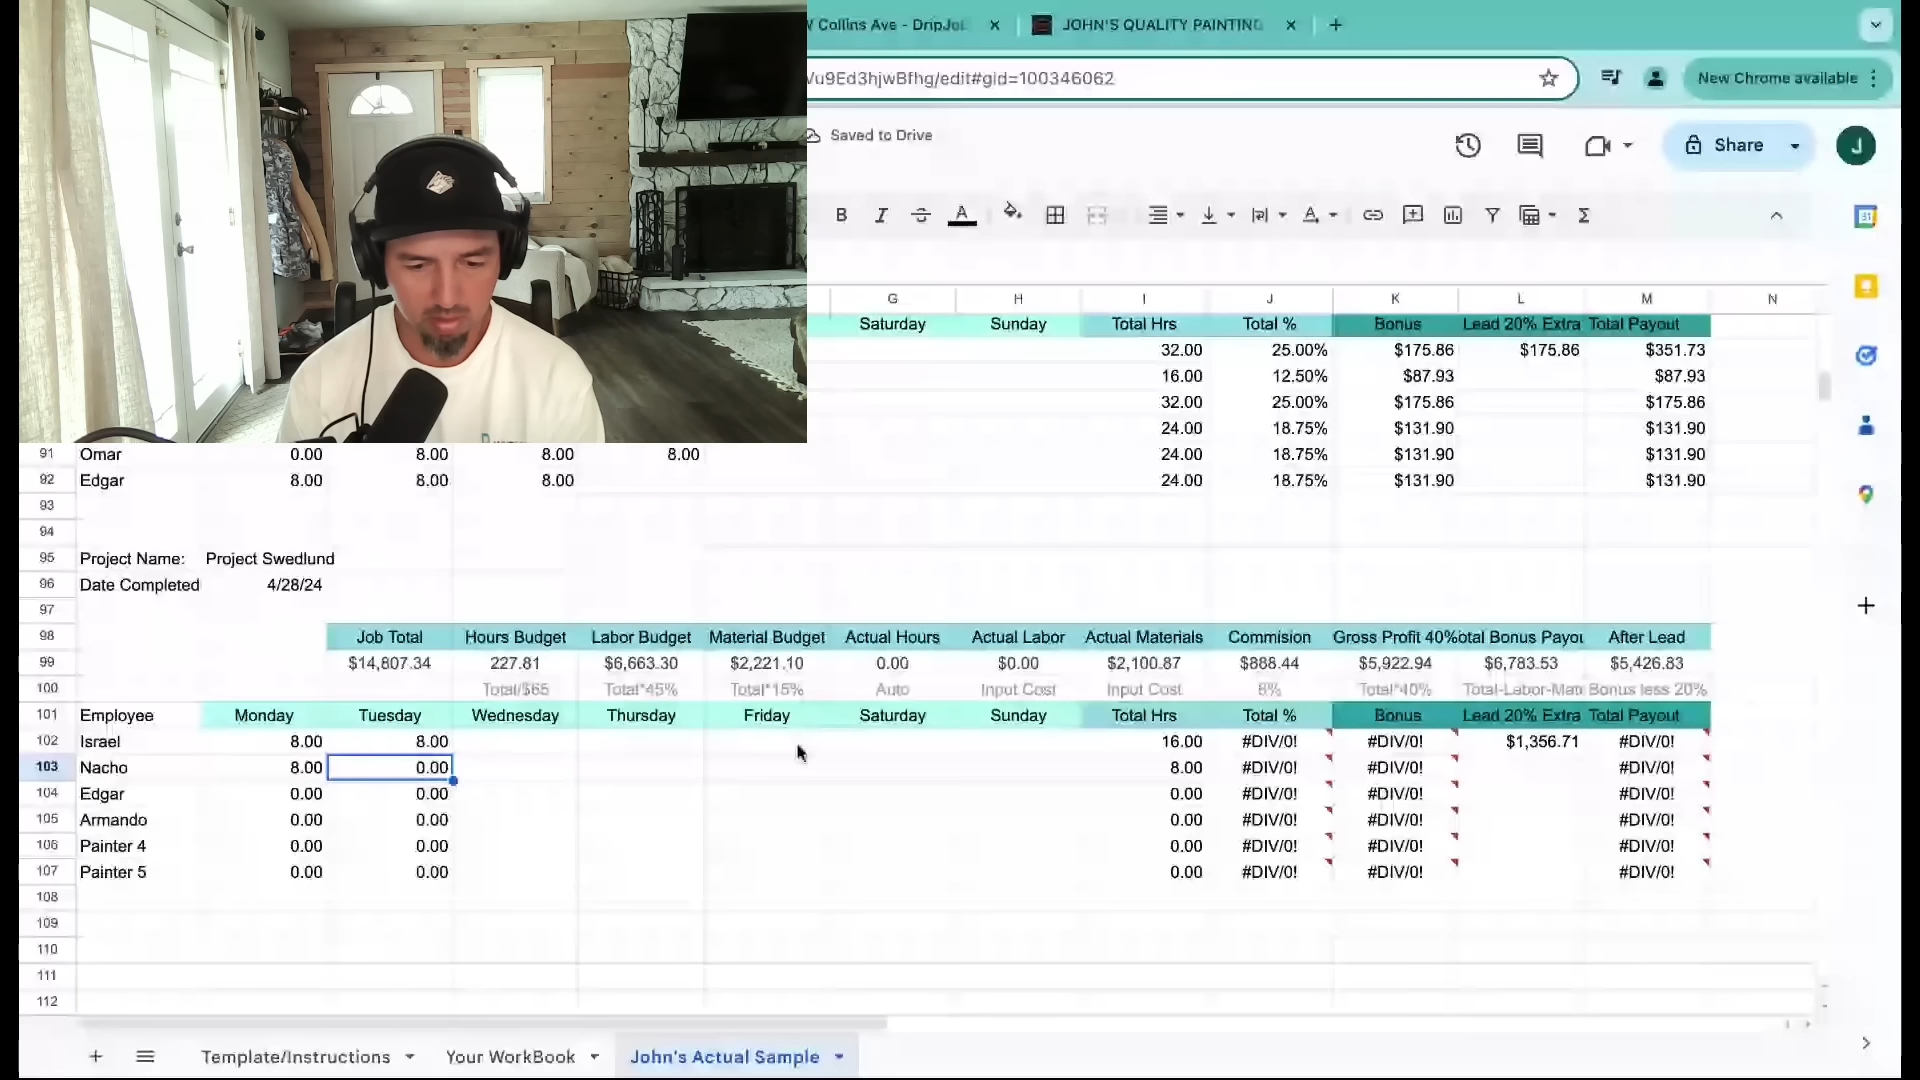 Collins Ave - DripJo
JOHN'S QUALITY PAINTING
/u9Ed3hjwBfhg/edit#gid=100346062
New Chrome available
Saved to Drive
Share
J
B I A A Σ
31
G H I J K L M N
Saturday Sunday Total Hrs Total % Bonus Lead 20% Extra Total Payout
32.00 25.00% $175.86 $175.86 $351.73
16.00 12.50% $87.93 $87.93
32.00 25.00% $175.86 $175.86
24.00 18.75% $131.90 $131.90
91 Omar 0.00 8.00 8.00 8.00 24.00 18.75% $131.90 $131.90
92 Edgar 8.00 8.00 8.00 24.00 18.75% $131.90 $131.90
93
94
95 Project Name: Project Swedlund
96 Date Completed 4/28/24
97
98 Job Total Hours Budget Labor Budget Material Budget Actual Hours Actual Labor Actual Materials Commision Gross Profit 40% otal Bonus Payou After Lead
99 $14,807.34 227.81 $6,663.30 $2,221.10 0.00 $0.00 $2,100.87 $888.44 $5,922.94 $6,783.53 $5,426.83
100 Total/$65 Total*45% Total*15% Auto Input Cost Input Cost 6% Total*40% Total-Labor-Mat Bonus less 20%
101 Employee Monday Tuesday Wednesday Thursday Friday Saturday Sunday Total Hrs Total % Bonus Lead 20% Extra Total Payout
102 Israel 8.00 8.00 16.00 #DIV/0! #DIV/0! $1,356.71 #DIV/0!
103 Nacho 8.00 0.00 8.00 #DIV/0! #DIV/0! #DIV/0!
104 Edgar 0.00 0.00 0.00 #DIV/0! #DIV/0! #DIV/0!
105 Armando 0.00 0.00 0.00 #DIV/0! #DIV/0! #DIV/0!
106 Painter 4 0.00 0.00 0.00 #DIV/0! #DIV/0! #DIV/0!
107 Painter 5 0.00 0.00 0.00 #DIV/0! #DIV/0! #DIV/0!
108
109
110
111
112
Template/Instructions Your WorkBook John's Actual Sample